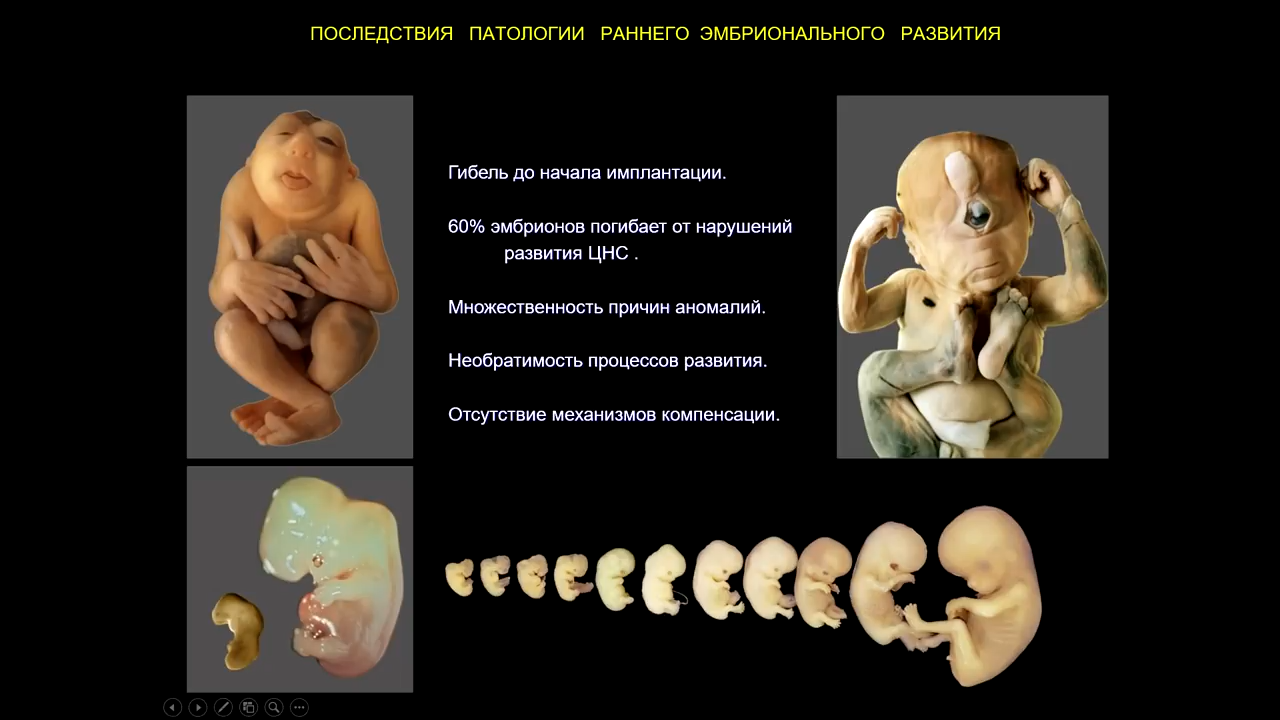 ПОСЛЕДСТВИЯ ПАТОЛОГИИ РАННЕГО ЭМБРИОНАЛЬНОГО РАЗВИТИЯ
Гибель до начала имплантации.
60% эмбрионов погибает от нарушений
развития ЦНС .
Множественность причин аномалий.
Необратимость процессов развития.
Отсутствие механизмов компенсации.